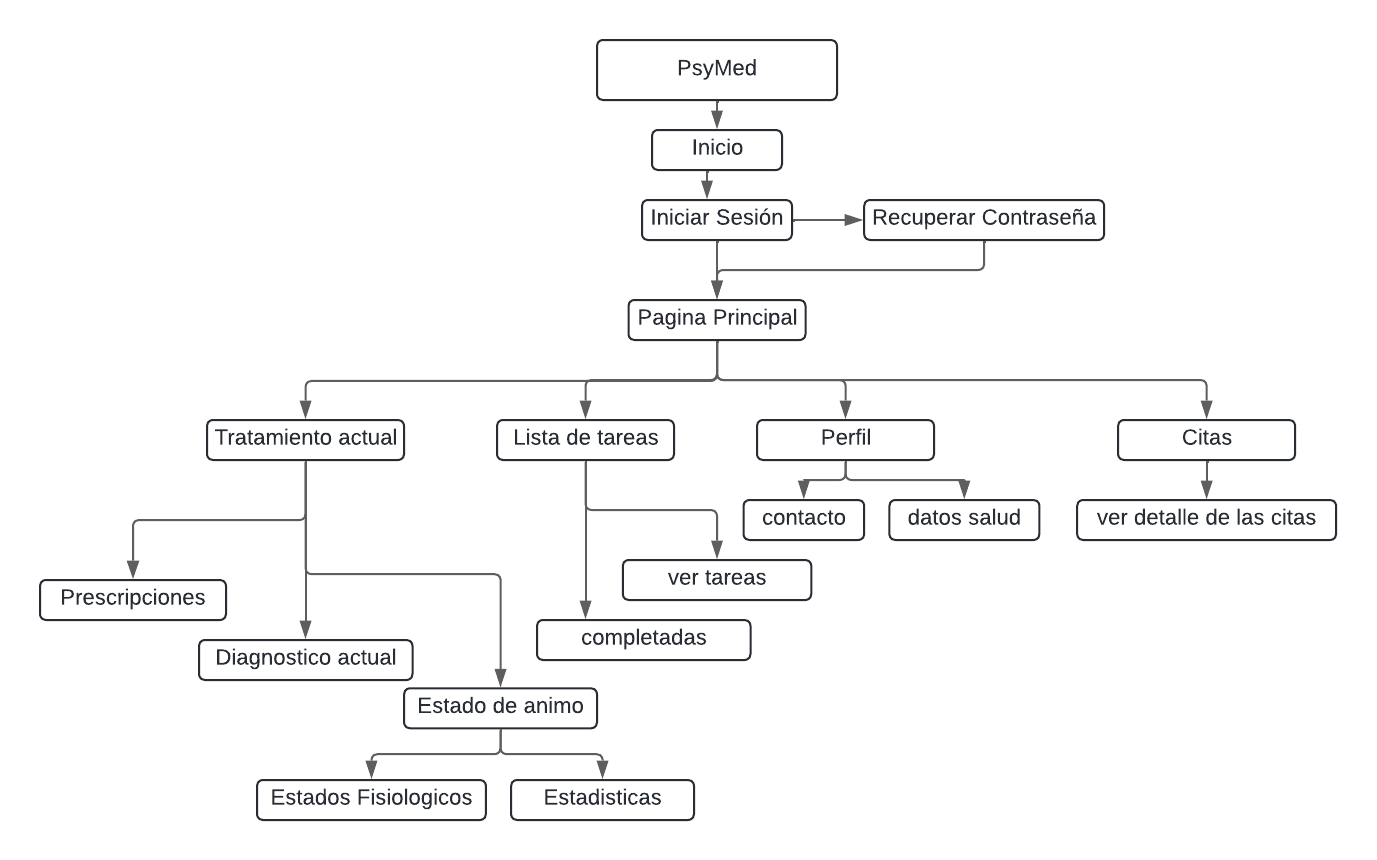 PsyMed
Inicio
Iniciar Sesión
Recuperar Contraseña
Pagina Principal
Tratamiento actual
Lista de tareas
Perfil
Citas
contacto
datos salud
ver detalle de las citas
ver tareas
Prescripciones
completadas
Diagnostico actual
Estado de animo
Estados Fisiologicos
Estadisticas